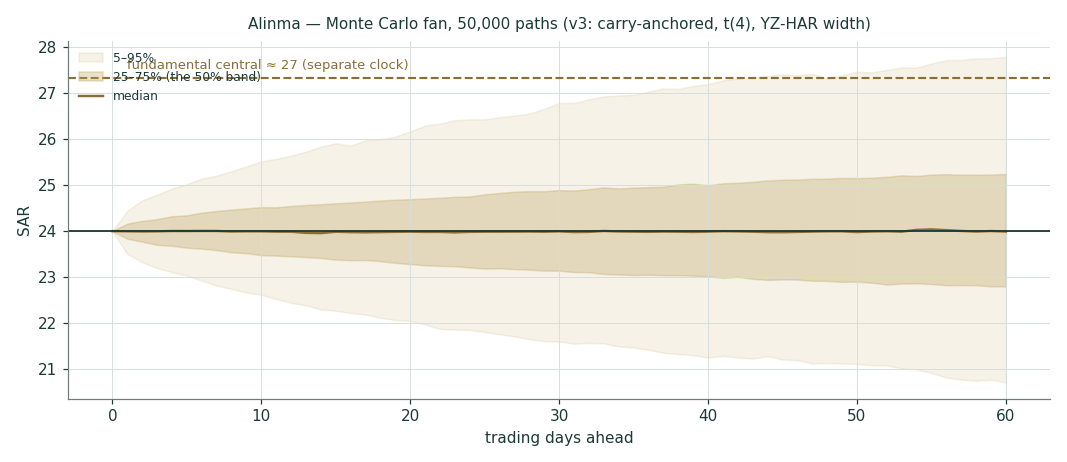 Alinma — Monte Carlo fan, 50,000 paths (v3: carry-anchored, t(4), YZ-HAR width)
5–95%
fundamental central ≈ 27 (separate clock)
25–75% (the 50% band)
median
SAR
28
27
26
25
24
23
22
21
0 10 20 30 40 50 60
trading days ahead